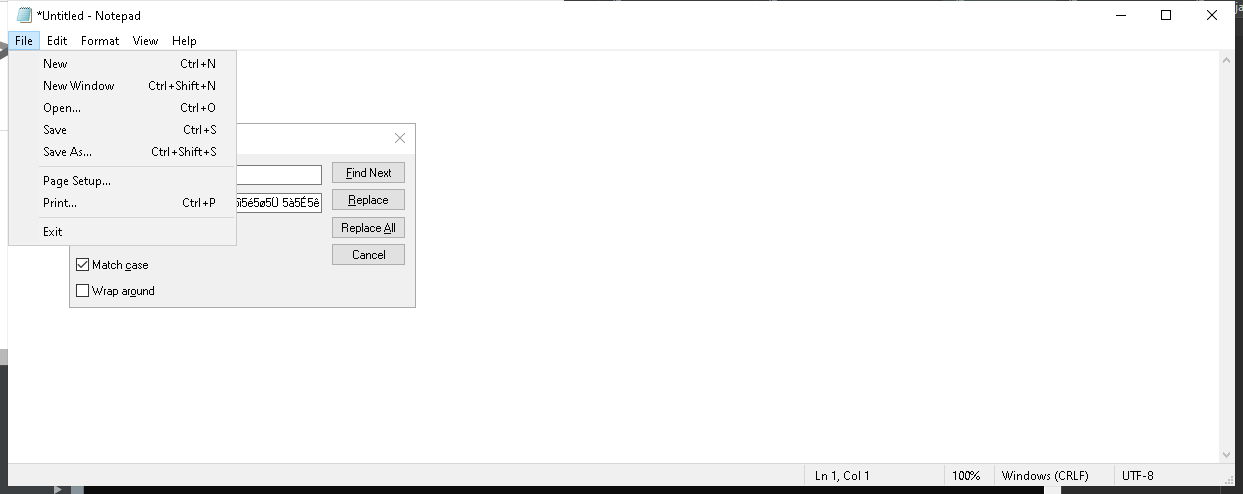 *Untitled - Notepad
File Edit Format View Help
New Ctrl+N
New Window Ctrl+Shift+N
Open... Ctrl+O
Save Ctrl+S
Save As... Ctrl+Shift+S
Page Setup...
Print... Ctrl+P
Exit
Find Next
Replace
Replace All
Cancel
Match case
Wrap around
Ln 1, Col 1 100% Windows (CRLF) UTF-8